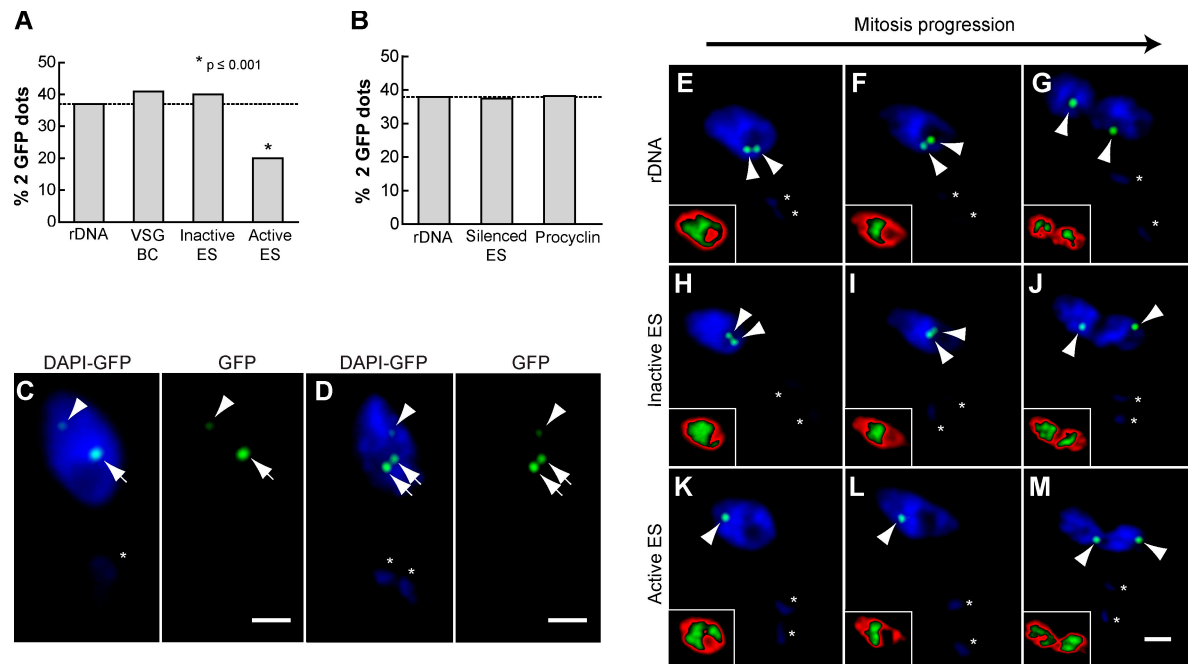 A
% 2 GFP dots
50
40
30
20
10
0
* p ≤ 0.001
*
rDNA
VSG
BC
Inactive
ES
Active
ES
B
% 2 GFP dots
50
40
30
20
10
0
rDNA
Silenced
ES
Procyclin
DAPI-GFP
GFP
DAPI-GFP
GFP
C
*
D
* *
Mitosis progression
rDNA
E
*
*
F
*
*
G
*
*
Inactive ES
H
*
*
I
*
*
J
*
*
Active ES
K
*
*
L
*
*
M
*
*